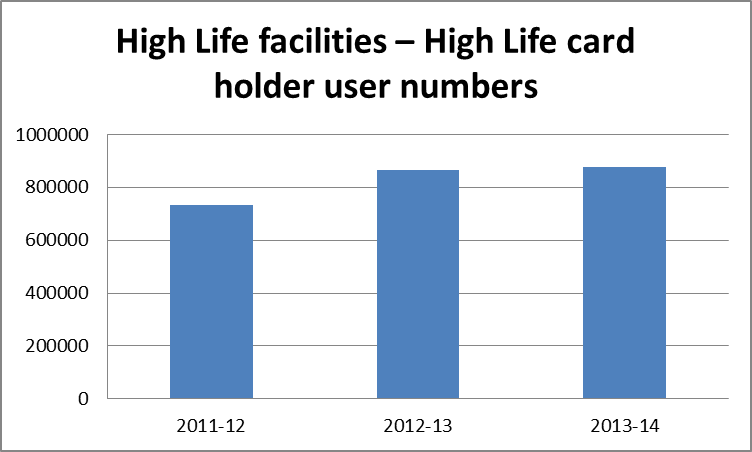 High Life facilities – High Life card
holder user numbers
1000000
800000
600000
400000
200000
0
2011-12 2012-13 2013-14